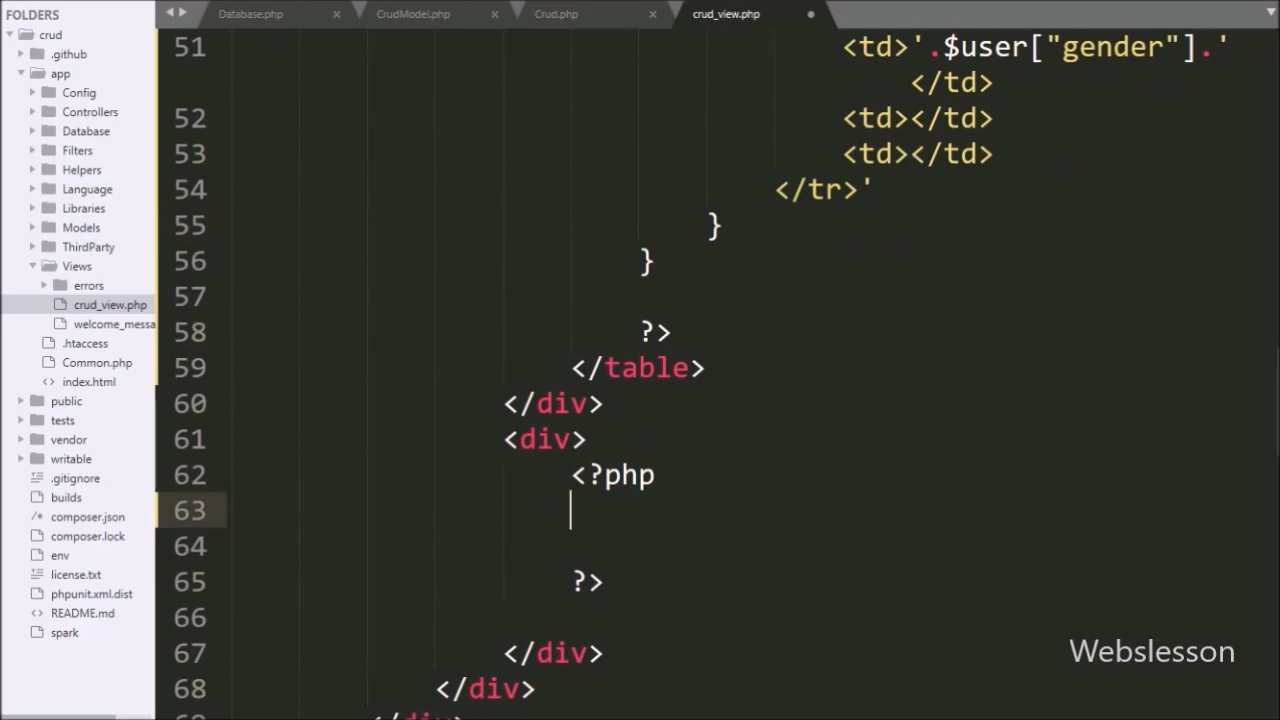 FOLDERS
crud
.github
app
Config
Controllers
Database
Filters
Helpers
Language
Libraries
Models
ThirdParty
Views
errors
crud_view.php
welcome_messa
.htaccess
Common.php
index.html
public
tests
vendor
writable
.gitignore
builds
composer.json
composer.lock
env
license.txt
phpunit.xml.dist
README.md
spark
Database.php × CrudModel.php × Crud.php × crud_view.php
51 <td>'.$user["gender"].'
</td>
52 <td></td>
53 <td></td>
54 </tr>'
55 }
56 }
57
58 ?>
59 </table>
60 </div>
61 <div>
62 <?php
63
64
65 ?>
66
67 </div>
68 </div>
Webslesson